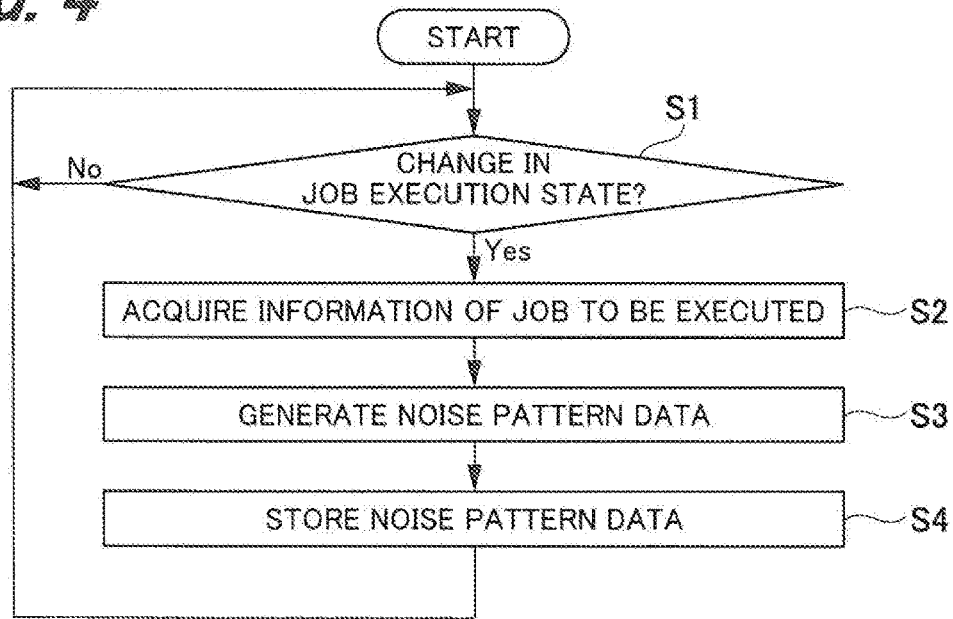 4
START
S1
CHANGE IN
JOB EXECUTION STATE?
No
Yes
ACQUIRE INFORMATION OF JOB TO BE EXECUTED
S2
GENERATE NOISE PATTERN DATA
S3
STORE NOISE PATTERN DATA
S4